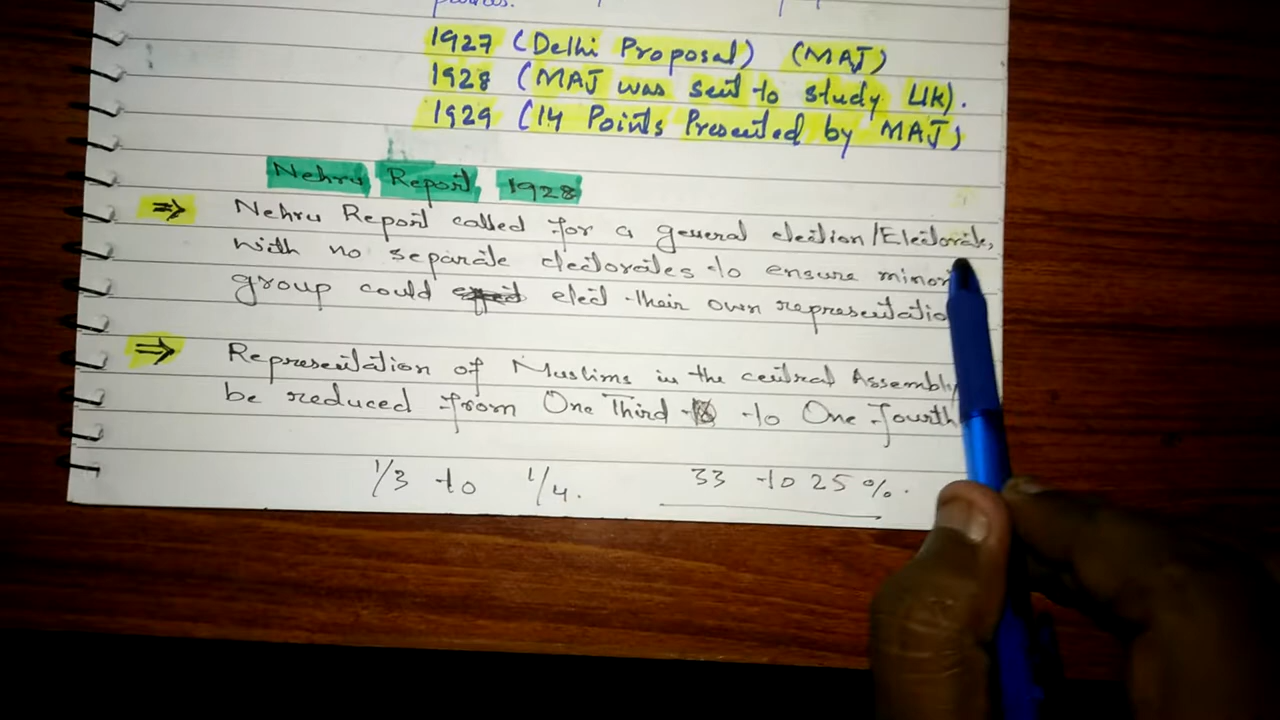 1927 (Delhi Proposal) (MAJ)
1928 (MAJ was sent to study UK).
1929 (14 Points Presented by MAJ)
Nehru Report 1928
⇒ Nehru Report called for a general election/Electorate,
with no separate electorates to ensure minor
group could elect their own representatio
⇒ Representation of Muslims in the central Assembly
be reduced from One Third to One Fourth
1/3 to 1/4. 33 to 25%.